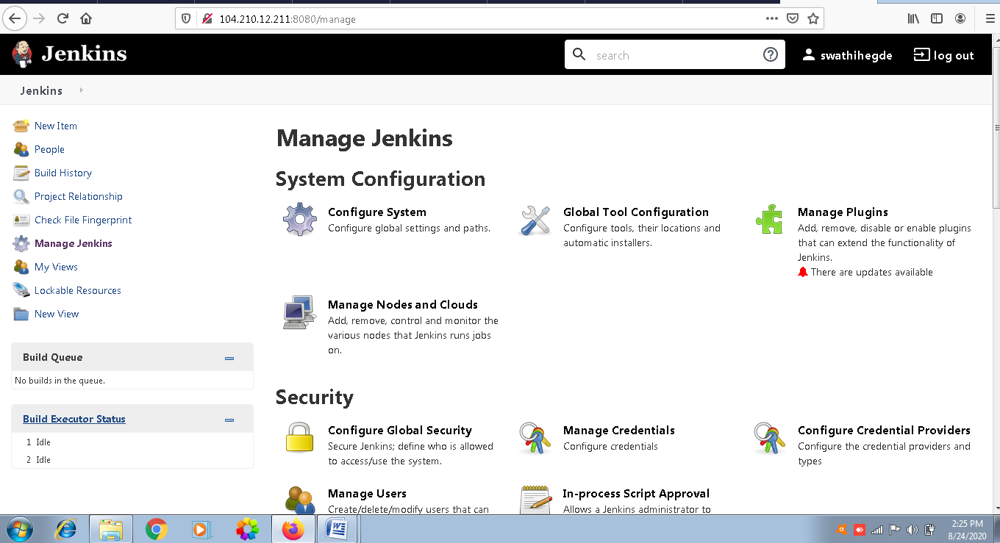 104.210.12.211:8080/manage
Jenkins
search
swathihegde
log out
Jenkins
New Item
People
Build History
Project Relationship
Check File Fingerprint
Manage Jenkins
My Views
Lockable Resources
New View
Build Queue
No builds in the queue.
Build Executor Status
1 Idle
2 Idle
Manage Jenkins
System Configuration
Configure System
Configure global settings and paths.
Global Tool Configuration
Configure tools, their locations and
automatic installers.
Manage Plugins
Add, remove, disable or enable plugins
that can extend the functionality of
Jenkins.
There are updates available
Manage Nodes and Clouds
Add, remove, control and monitor the
various nodes that Jenkins runs jobs
on.
Security
Configure Global Security
Secure Jenkins; define who is allowed
to access/use the system.
Manage Credentials
Configure credentials
Configure Credential Providers
Configure the credential providers and
types
Manage Users
Create/delete/modify users that can
In-process Script Approval
Allows a Jenkins administrator to
2:25 PM
8/24/2020